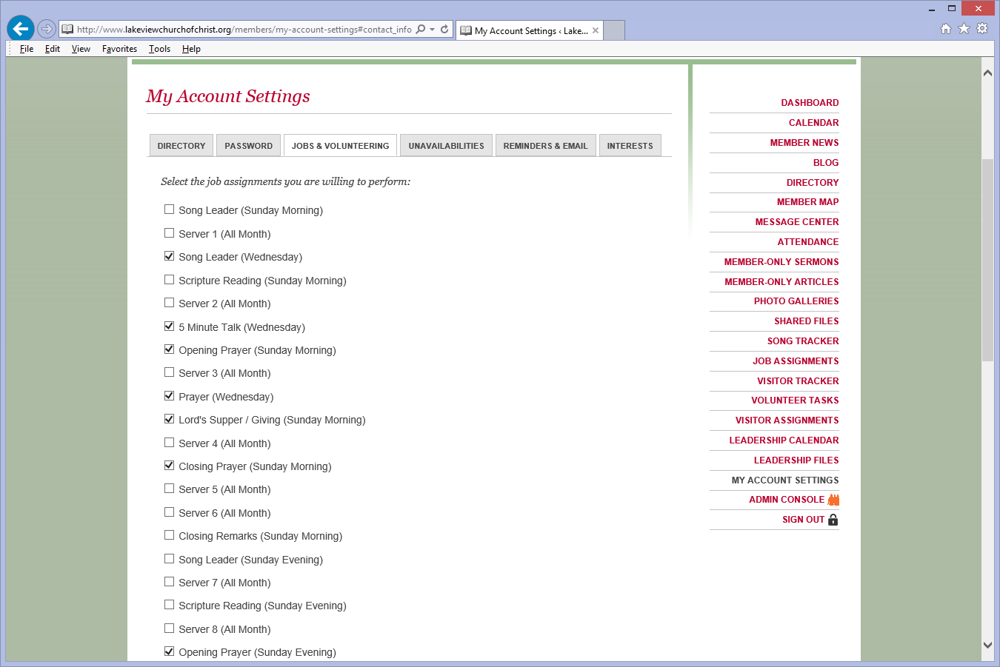 http://www.lakeviewchurchofchrist.org/members/my-account-settings#contact_info
My Account Settings ‹ Lake...
File Edit View Favorites Tools Help
My Account Settings
DIRECTORY PASSWORD JOBS & VOLUNTEERING UNAVAILABILITIES REMINDERS & EMAIL INTERESTS
Select the job assignments you are willing to perform:
Song Leader (Sunday Morning)
Server 1 (All Month)
Song Leader (Wednesday)
Scripture Reading (Sunday Morning)
Server 2 (All Month)
5 Minute Talk (Wednesday)
Opening Prayer (Sunday Morning)
Server 3 (All Month)
Prayer (Wednesday)
Lord's Supper / Giving (Sunday Morning)
Server 4 (All Month)
Closing Prayer (Sunday Morning)
Server 5 (All Month)
Server 6 (All Month)
Closing Remarks (Sunday Morning)
Song Leader (Sunday Evening)
Server 7 (All Month)
Scripture Reading (Sunday Evening)
Server 8 (All Month)
Opening Prayer (Sunday Evening)
DASHBOARD
CALENDAR
MEMBER NEWS
BLOG
DIRECTORY
MEMBER MAP
MESSAGE CENTER
ATTENDANCE
MEMBER-ONLY SERMONS
MEMBER-ONLY ARTICLES
PHOTO GALLERIES
SHARED FILES
SONG TRACKER
JOB ASSIGNMENTS
VISITOR TRACKER
VOLUNTEER TASKS
VISITOR ASSIGNMENTS
LEADERSHIP CALENDAR
LEADERSHIP FILES
MY ACCOUNT SETTINGS
ADMIN CONSOLE
SIGN OUT